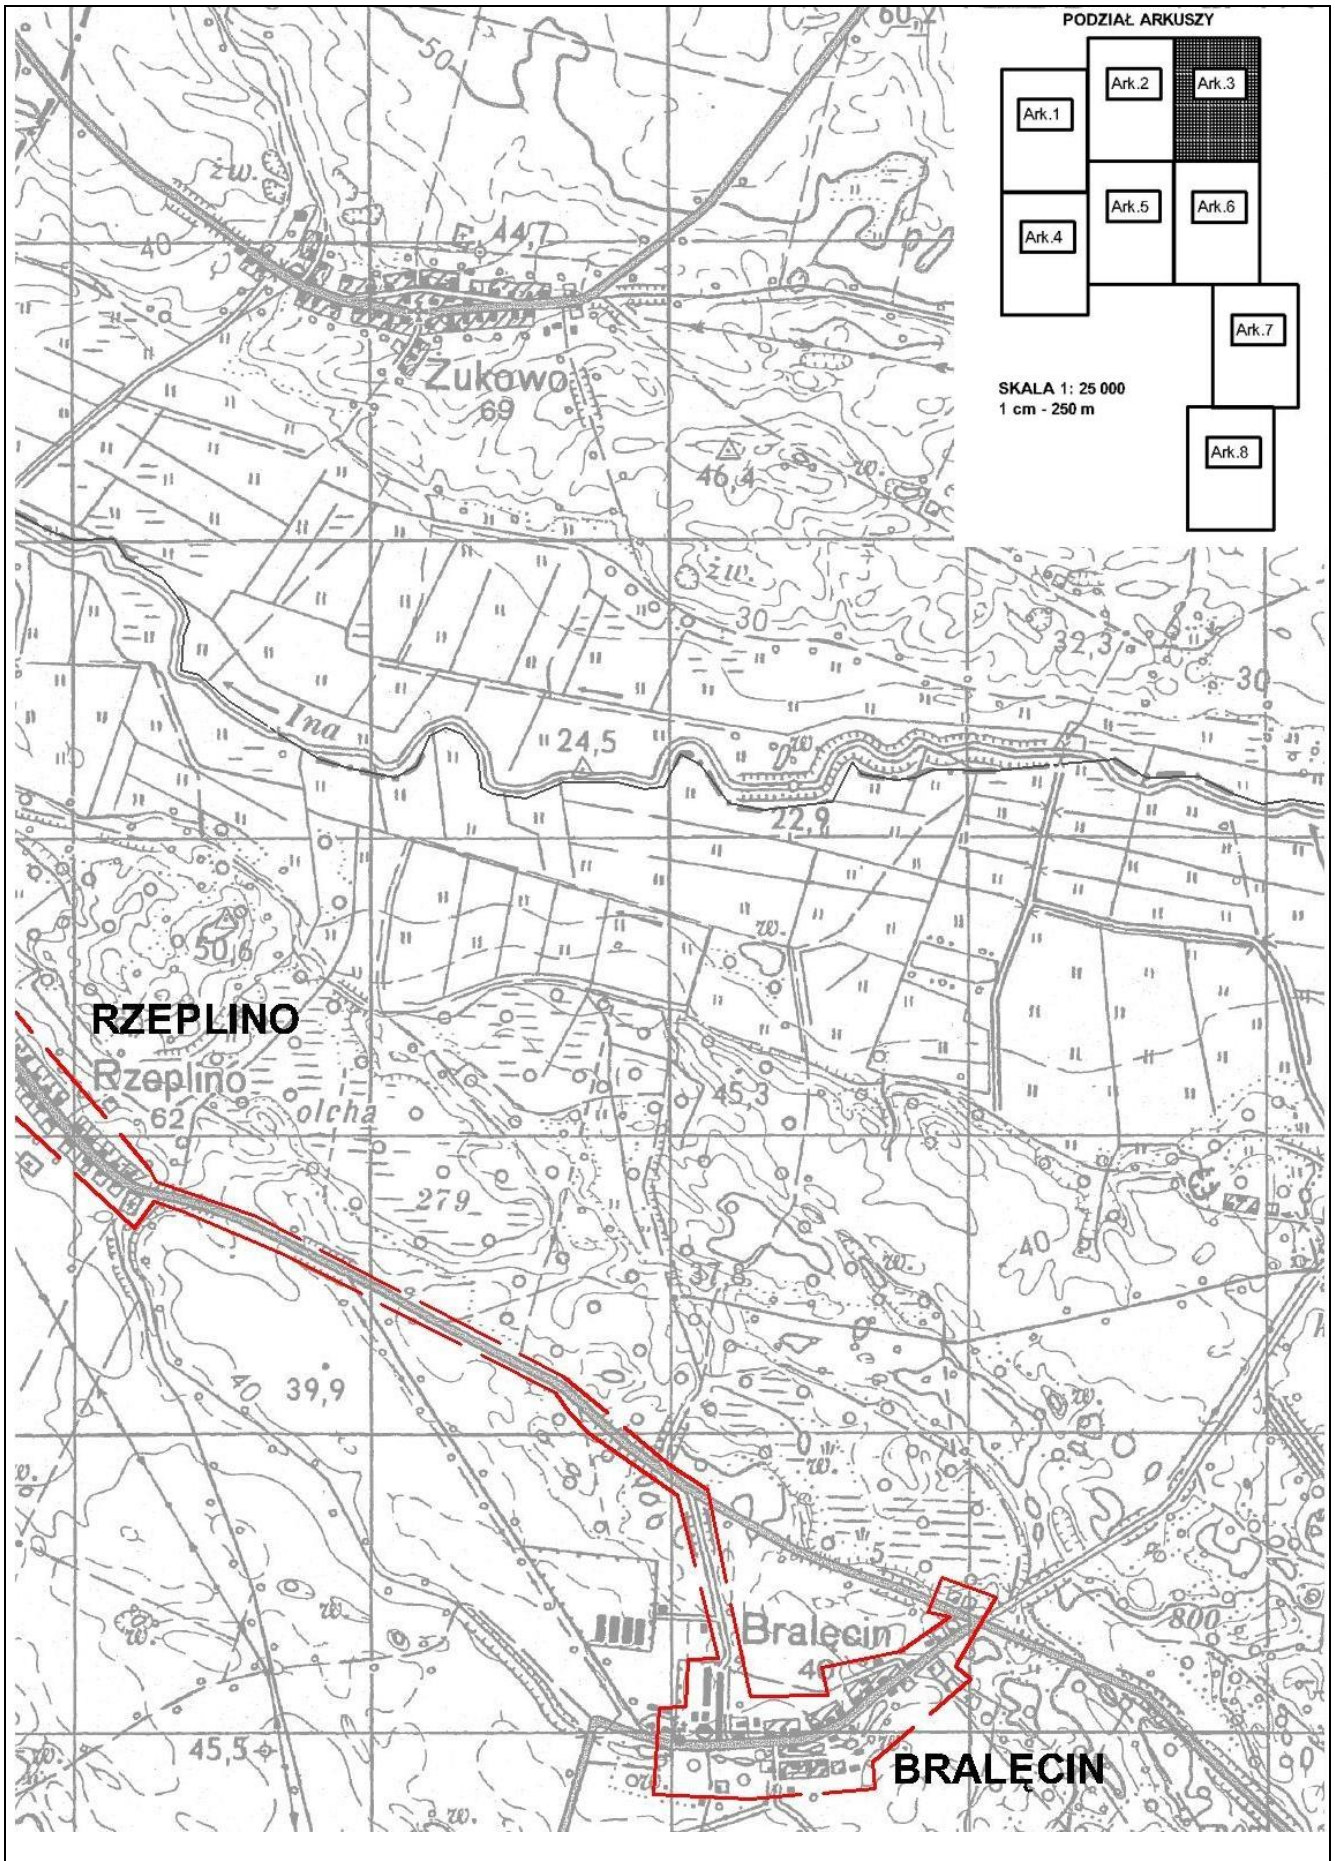 PODZIAŁ ARKUSZY
Ark.1
Ark.2
Ark.3
Ark.4
Ark.5
Ark.6
Ark.7
Ark.8
SKALA 1: 25 000
1 cm - 250 m
60,2
50
żw.
40
44,7
Żukowo
69
46,4
w.
żw.
30
32,3
30
Ina
24,5
w.
22,9
50,6
w.
RZEPLINO
Rzeplino
62
olcha
45,3
279
40
w.
37,8
39,9
40
w.
w.
w.
5
w.
w.
Bralęcin
800
45,5
w.
w.
w.
BRALĘCIN